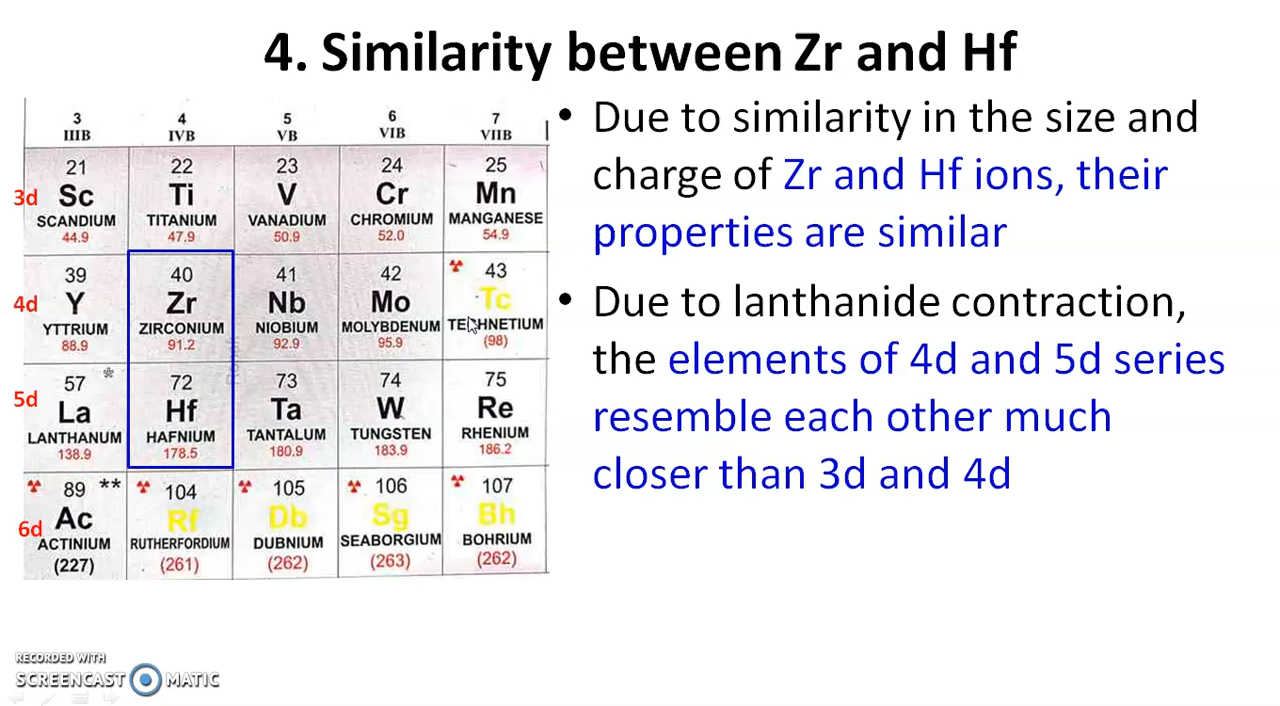 4. Similarity between Zr and Hf
3 4 5 6 7
IIIB IVB VB VIB VIIB
21 22 23 24 25
3d Sc Ti V Cr Mn
SCANDIUM TITANIUM VANADIUM CHROMIUM MANGANESE
44.9 47.9 50.9 52.0 54.9
39 40 41 42 43
4d Y Zr Nb Mo Tc
YTTRIUM ZIRCONIUM NIOBIUM MOLYBDENUM TECHNETIUM
88.9 91.2 92.9 95.9 (98)
57 * 72 73 74 75
5d La Hf Ta W Re
LANTHANUM HAFNIUM TANTALUM TUNGSTEN RHENIUM
138.9 178.5 180.9 183.9 186.2
89 ** 104 105 106 107
6d Ac Rf Db Sg Bh
ACTINIUM RUTHERFORDIUM DUBNIUM SEABORGIUM BOHRIUM
(227) (261) (262) (263) (262)
• Due to similarity in the size and
charge of Zr and Hf ions, their
properties are similar
• Due to lanthanide contraction,
the elements of 4d and 5d series
resemble each other much
closer than 3d and 4d
RECORDED WITH
SCREENCAST MATIC